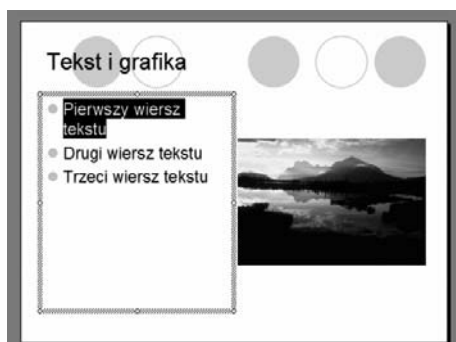 Tekst i grafika
Pierwszy wiersz
tekstu
Drugi wiersz tekstu
Trzeci wiersz tekstu